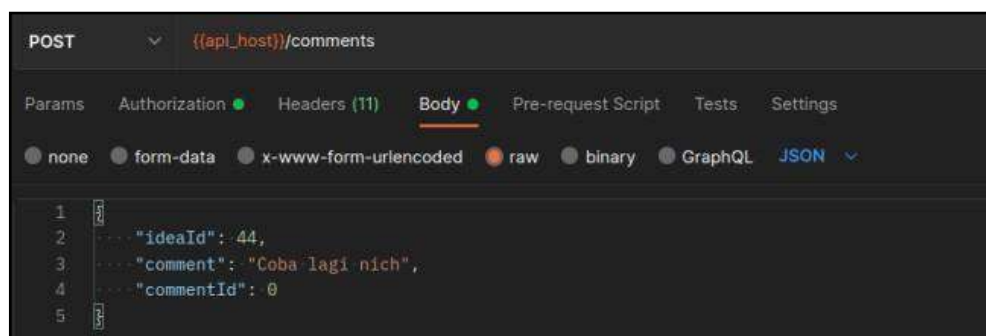 POST {{api_host}}/comments
Params Authorization Headers (11) Body Pre-request Script Tests Settings
none form-data x-www-form-urlencoded raw binary GraphQL JSON
1 {
2 "ideaId": 44,
3 "comment": "Coba lagi nich",
4 "commentId": 0
5 }